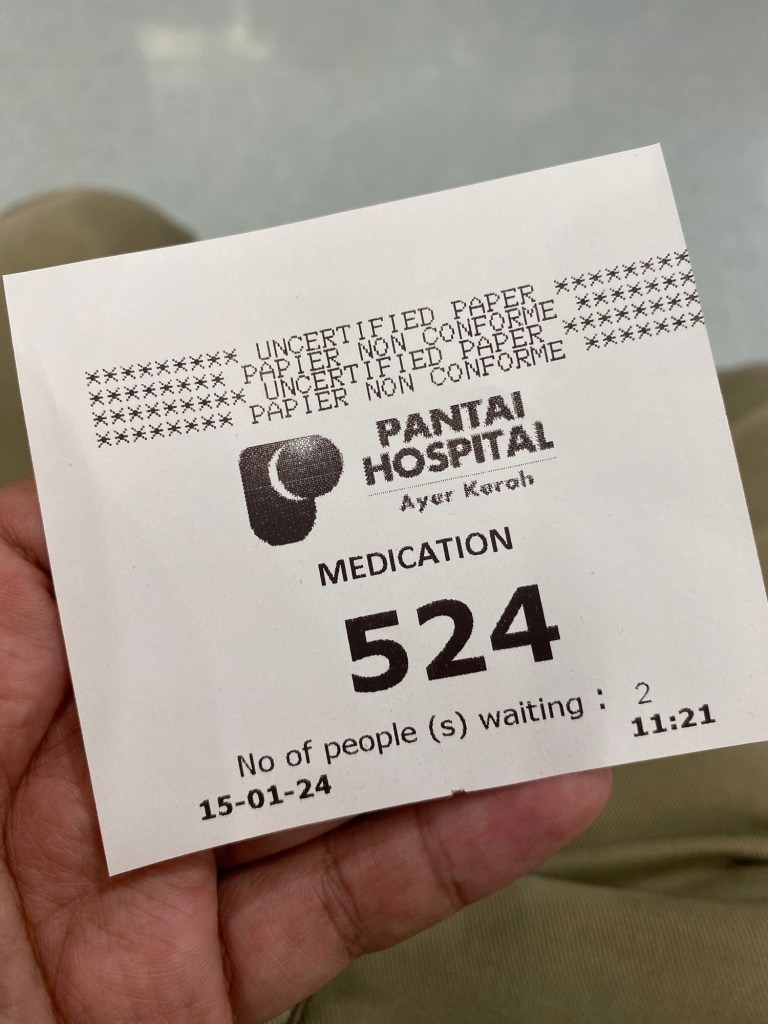 ********* UNCERTIFIED PAPER ********
******** PAPIER NON CONFORME *******
********* UNCERTIFIED PAPER ********
******** PAPIER NON CONFORME *******
PANTAI
HOSPITAL
Ayer Keroh
MEDICATION
524
No of people (s) waiting : 2
15-01-24 11:21